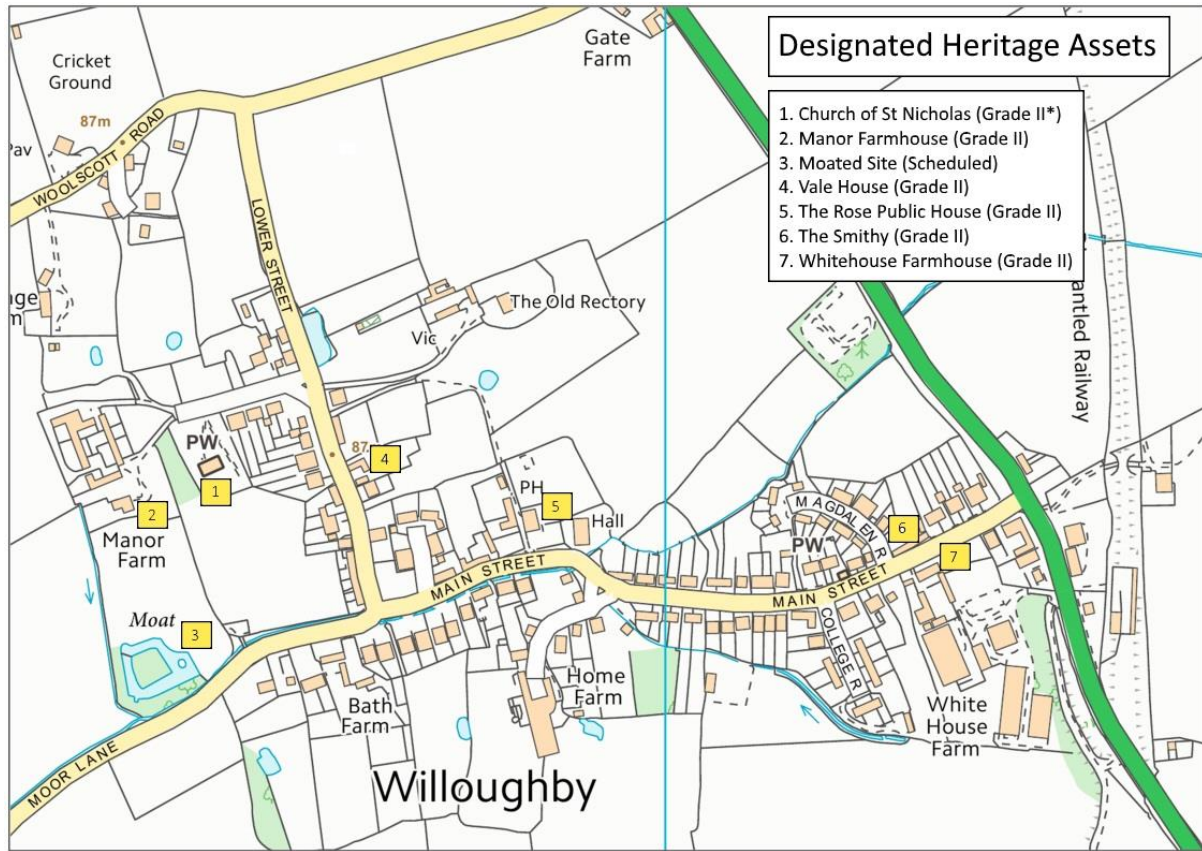 Designated Heritage Assets
1. Church of St Nicholas (Grade II*)
2. Manor Farmhouse (Grade II)
3. Moated Site (Scheduled)
4. Vale House (Grade II)
5. The Rose Public House (Grade II)
6. The Smithy (Grade II)
7. Whitehouse Farmhouse (Grade II)
Gate
Farm
Cricket
Ground
87m
Pav
WOOLSCOTT ROAD
LOWER STREET
The Old Rectory
Vic
antled Railway
PW
87
4
1
2
Manor
Farm
PH
5
Hall
MAGDALEN R
6
PW
7
MAIN STREET
MAIN STREET
COLLEGE R
Moat
3
Bath
Farm
Home
Farm
White
House
Farm
MOOR LANE
Willoughby